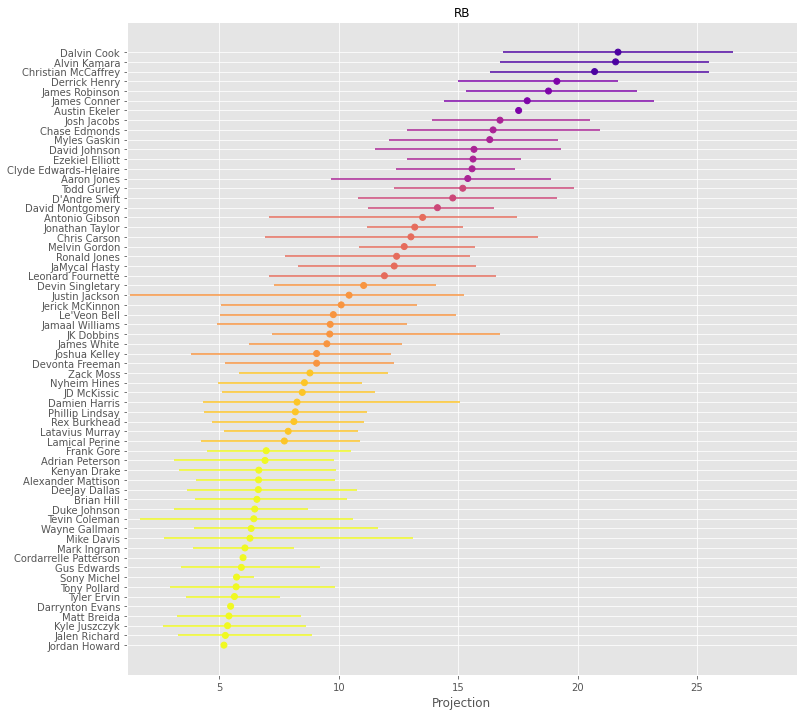 RB
Dalvin Cook
Alvin Kamara
Christian McCaffrey
Derrick Henry
James Robinson
James Conner
Austin Ekeler
Josh Jacobs
Chase Edmonds
Myles Gaskin
David Johnson
Ezekiel Elliott
Clyde Edwards-Helaire
Aaron Jones
Todd Gurley
D'Andre Swift
David Montgomery
Antonio Gibson
Jonathan Taylor
Chris Carson
Melvin Gordon
Ronald Jones
JaMycal Hasty
Leonard Fournette
Devin Singletary
Justin Jackson
Jerick McKinnon
Le'Veon Bell
Jamaal Williams
JK Dobbins
James White
Joshua Kelley
Devonta Freeman
Zack Moss
Nyheim Hines
JD McKissic
Damien Harris
Phillip Lindsay
Rex Burkhead
Latavius Murray
Lamical Perine
Frank Gore
Adrian Peterson
Kenyan Drake
Alexander Mattison
DeeJay Dallas
Brian Hill
Duke Johnson
Tevin Coleman
Wayne Gallman
Mike Davis
Mark Ingram
Cordarrelle Patterson
Gus Edwards
Sony Michel
Tony Pollard
Tyler Ervin
Darrynton Evans
Matt Breida
Kyle Juszczyk
Jalen Richard
Jordan Howard
5 10 15 20 25
Projection